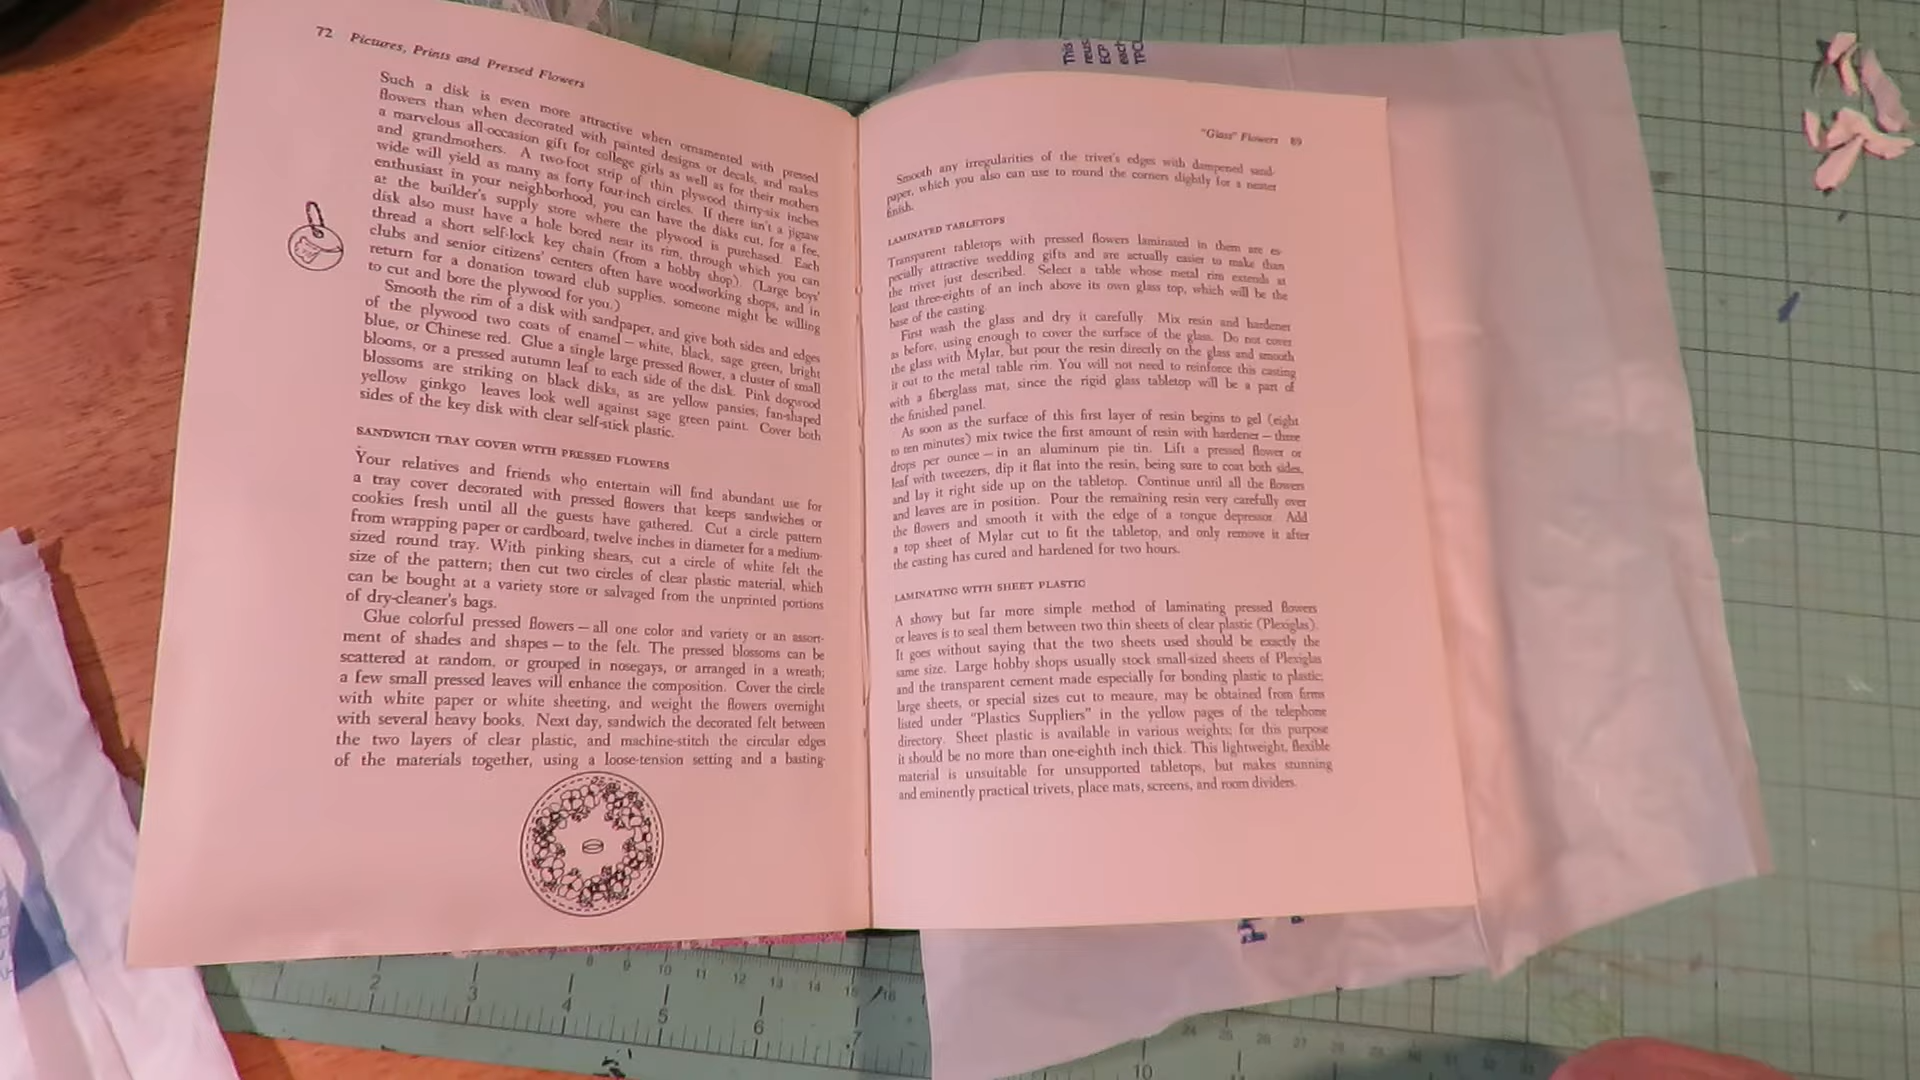 72 Pictures, Prints and Pressed Flowers
Such a disk is even more attractive when ornamented with pressed
flowers than when decorated with painted designs or decals, and makes
a marvelous all-occasion gift for college girls as well as for their mothers
and grandmothers. A two-foot strip of thin plywood thirty-six inches
wide will yield as many as forty four-inch circles. If there isn't a jigsaw
enthusiast in your neighborhood, you can have the disks cut, for a fee,
at the builder's supply store where the plywood is purchased. Each
disk also must have a hole bored near its rim, through which you can
thread a short self-lock key chain (from a hobby shop). (Large boys'
clubs and senior citizens' centers often have woodworking shops, and in
return for a donation toward club supplies, someone might be willing
to cut and bore the plywood for you.)
Smooth the rim of a disk with sandpaper, and give both sides and edges
of the plywood two coats of enamel — white, black, sage green, bright
blue, or Chinese red. Glue a single large pressed flower, a cluster of small
blooms, or a pressed autumn leaf to each side of the disk. Pink dogwood
blossoms are striking on black disks, as are yellow pansies; fan-shaped
yellow ginkgo leaves look well against sage green paint. Cover both
sides of the key disk with clear self-stick plastic.
SANDWICH TRAY COVER WITH PRESSED FLOWERS
Your relatives and friends who entertain will find abundant use for
a tray cover decorated with pressed flowers that keeps sandwiches or
cookies fresh until all the guests have gathered. Cut a circle pattern
from wrapping paper or cardboard, twelve inches in diameter for a medium-
sized round tray. With pinking shears, cut a circle of white felt the
size of the pattern; then cut two circles of clear plastic material, which
can be bought at a variety store or salvaged from the unprinted portions
of dry-cleaner's bags.
Glue colorful pressed flowers — all one color and variety or an assort-
ment of shades and shapes — to the felt. The pressed blossoms can be
scattered at random, or grouped in nosegays, or arranged in a wreath;
a few small pressed leaves will enhance the composition. Cover the circle
with white paper or white sheeting, and weight the flowers overnight
with several heavy books. Next day, sandwich the decorated felt between
the two layers of clear plastic, and machine-stitch the circular edges
of the materials together, using a loose-tension setting and a basting-
"Glass" Flowers 69
Smooth any irregularities of the trivet's edges with dampened sand-
paper, which you also can use to round the corners slightly for a neater
finish.
LAMINATED TABLETOPS
Transparent tabletops with pressed flowers laminated in them are es-
pecially attractive wedding gifts and are actually easier to make than
the trivet just described. Select a table whose metal rim extends at
least three-eights of an inch above its own glass top, which will be the
base of the casting.
First wash the glass and dry it carefully. Mix resin and hardener
as before, using enough to cover the surface of the glass. Do not cover
the glass with Mylar, but pour the resin directly on the glass and smooth
it out to the metal table rim. You will not need to reinforce this casting
with a fiberglass mat, since the rigid glass tabletop will be a part of
the finished panel.
As soon as the surface of this first layer of resin begins to gel (eight
to ten minutes) mix twice the first amount of resin with hardener — three
drops per ounce — in an aluminum pie tin. Lift a pressed flower or
leaf with tweezers, dip it flat into the resin, being sure to coat both sides,
and lay it right side up on the tabletop. Continue until all the flowers
and leaves are in position. Pour the remaining resin very carefully over
the flowers and smooth it with the edge of a tongue depressor. Add
a top sheet of Mylar cut to fit the tabletop, and only remove it after
the casting has cured and hardened for two hours.
LAMINATING WITH SHEET PLASTIC
A showy but far more simple method of laminating pressed flowers
or leaves is to seal them between two thin sheets of clear plastic (Plexiglas).
It goes without saying that the two sheets used should be exactly the
same size. Large hobby shops usually stock small-sized sheets of Plexiglas
and the transparent cement made especially for bonding plastic to plastic;
large sheets, or special sizes cut to meaure, may be obtained from firms
listed under "Plastics Suppliers" in the yellow pages of the telephone
directory. Sheet plastic is available in various weights; for this purpose
it should be no more than one-eighth inch thick. This lightweight, flexible
material is unsuitable for unsupported tabletops, but makes stunning
and eminently practical trivets, place mats, screens, and room dividers.
This
reus
ECP
each
TPC
2 3 4 5 6 7
7 8 9 10 11 12 13 14 15 16
24 25 26 27 28 29 30 31 32 33
10